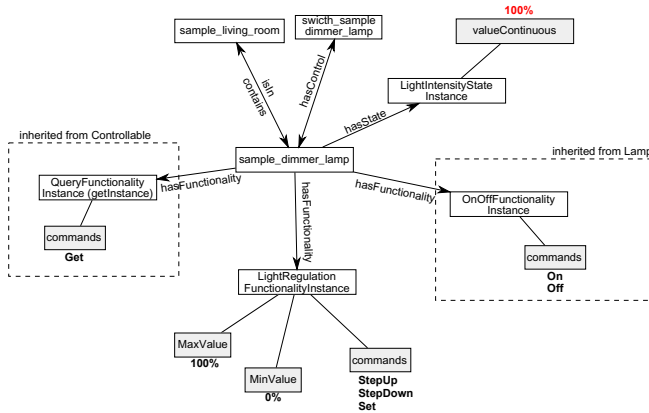 100%
sample_living_room
swicth_sample
dimmer_lamp
valueContinuous
isIn
contains
hasControl
LightIntensityState
Instance
hasState
inherited from Controllable
inherited from Lamp
sample_dimmer_lamp
QueryFunctionality
Instance (getInstance)
hasFunctionality
hasFunctionality
hasFunctionality
OnOffFunctionality
Instance
commands
Get
commands
On
Off
LightRegulation
FunctionalityInstance
MaxValue
100%
MinValue
0%
commands
StepUp
StepDown
Set